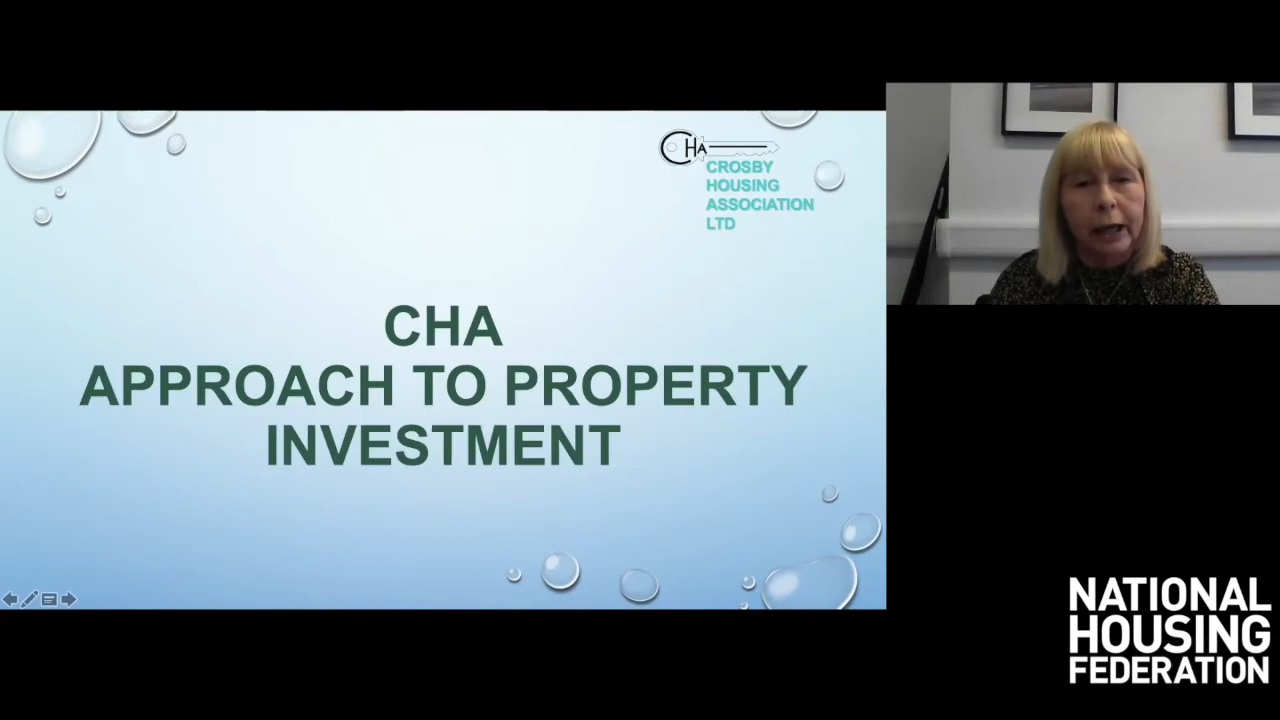 CHA
CROSBY
HOUSING
ASSOCIATION
LTD
CHA
APPROACH TO PROPERTY
INVESTMENT
NATIONAL
HOUSING
FEDERATION